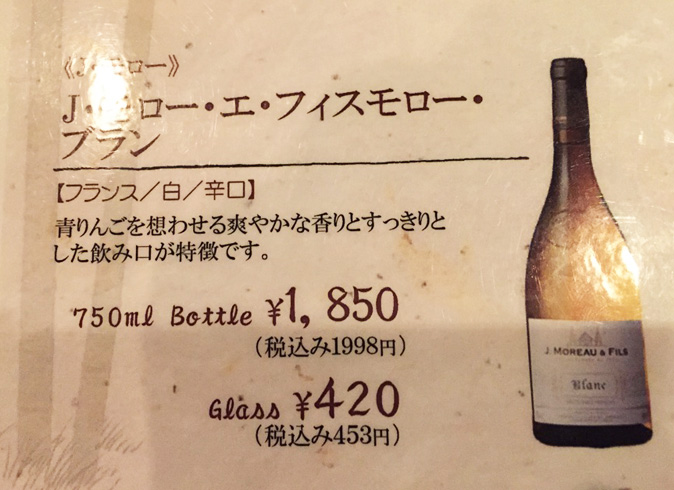 《J・モロー》
J・モロー・エ・フィスモロー・
ブラン
【フランス/白/辛口】
青りんごを想わせる爽やかな香りとすっきりと
した飲み口が特徴です。
750ml Bottle ¥1,850
(税込み1998円)
Glass ¥420
(税込み453円)
J. MOREAU & FILS
Blanc